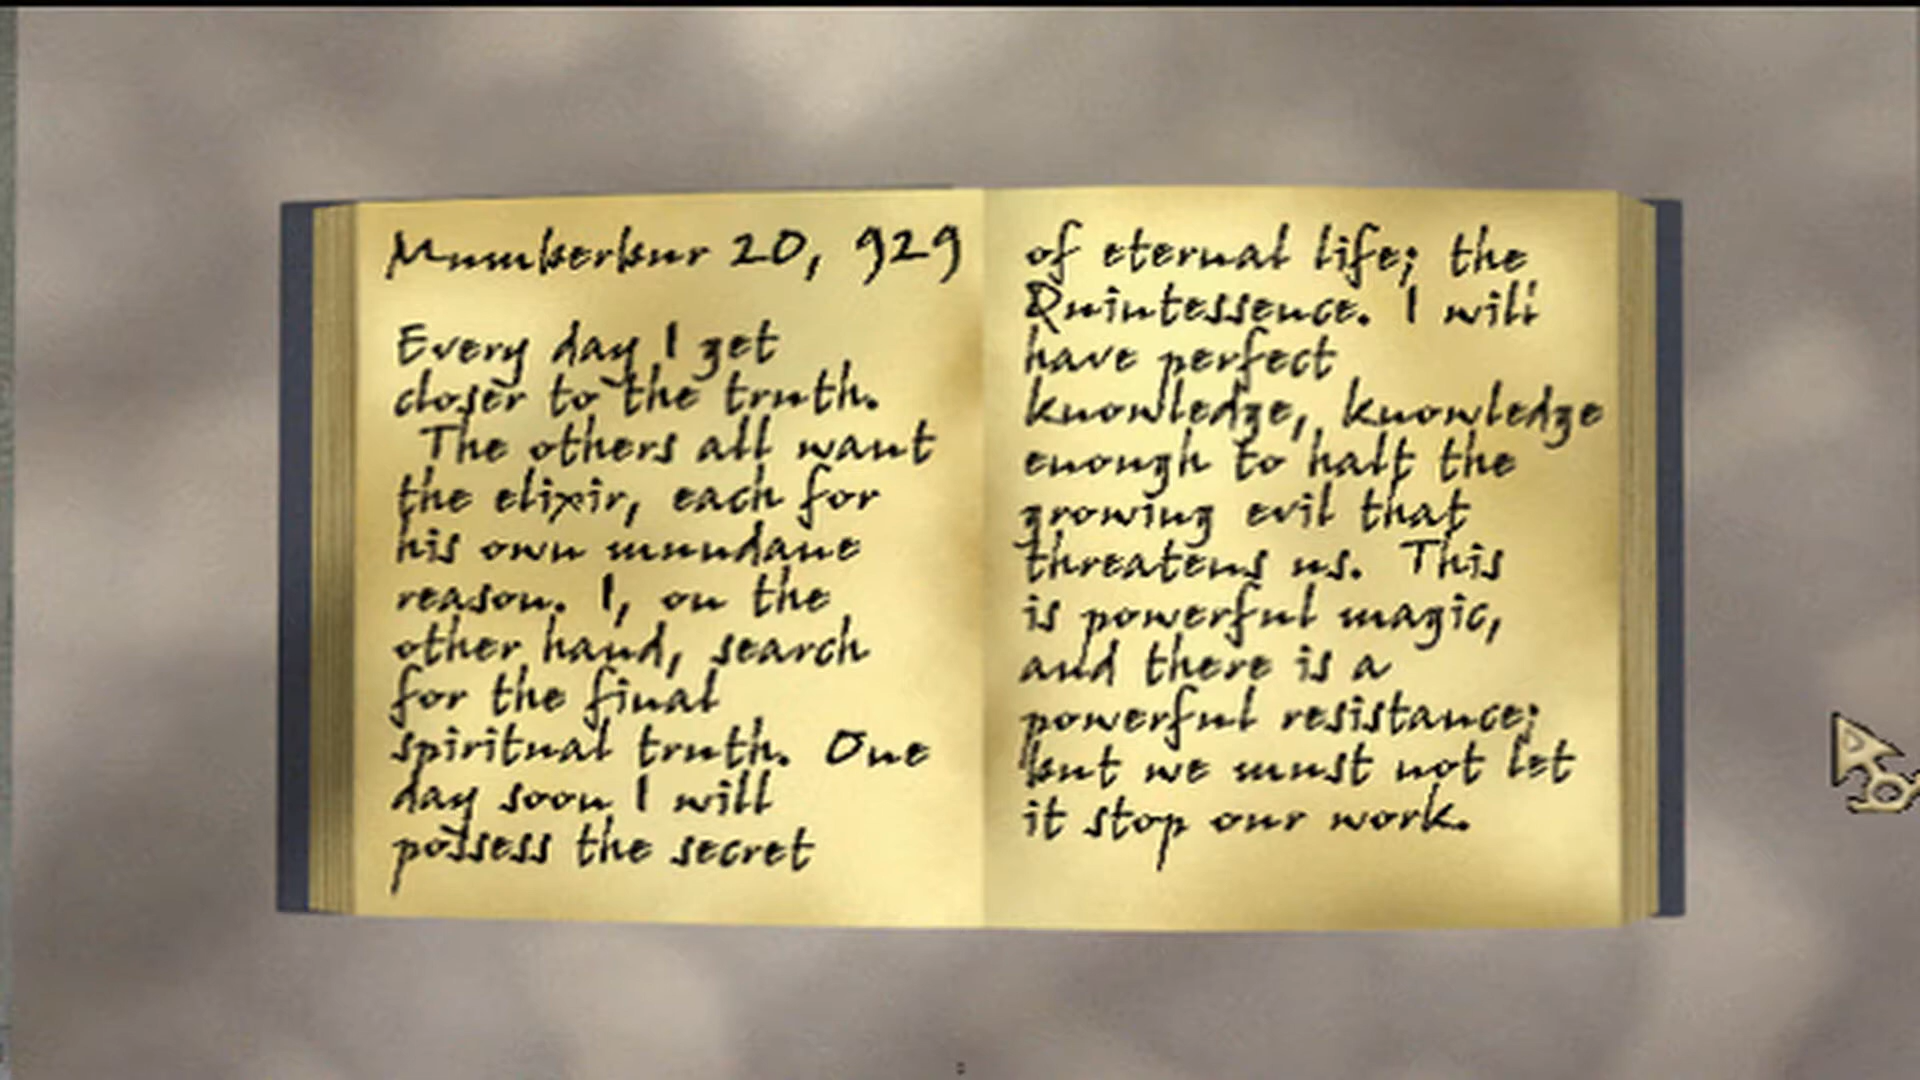 Mumberbur 20, 929
Every day I get
closer to the truth.
The others all want
the elixir, each for
his own mundane
reason. I, on the
other hand, search
for the final
spiritual truth. One
day soon I will
possess the secret
of eternal life; the
Quintessence. I will
have perfect
knowledge, knowledge
enough to halt the
growing evil that
threatens us. This
is powerful magic,
and there is a
powerful resistance;
but we must not let
it stop our work.